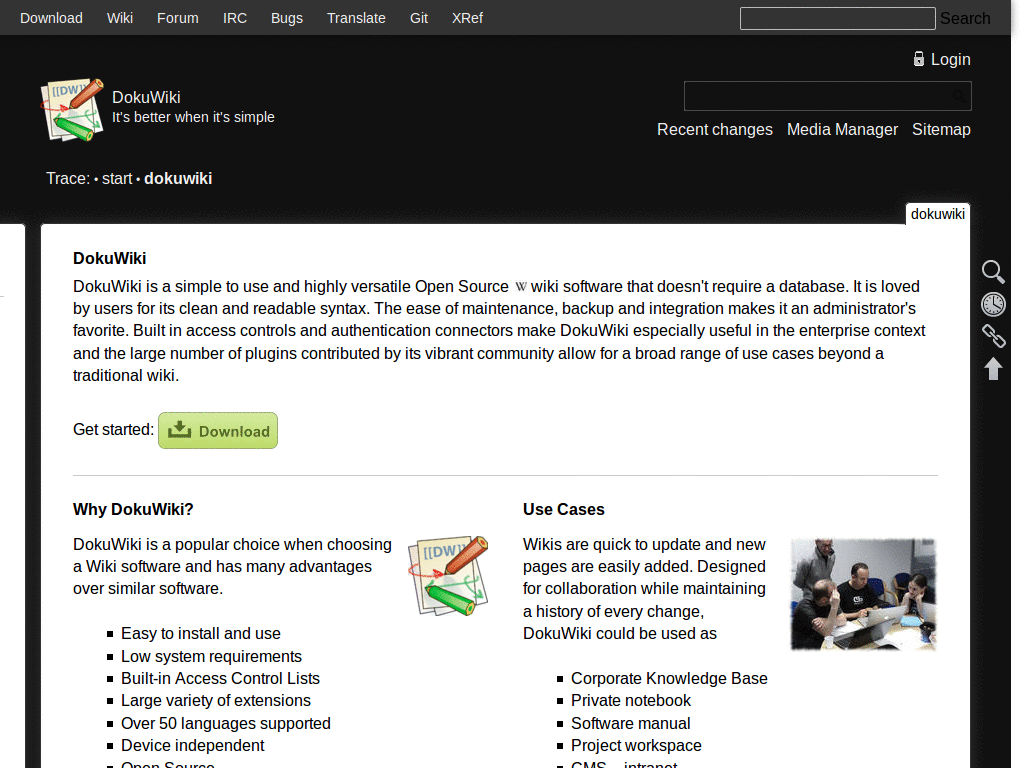 Download Wiki Forum IRC Bugs Translate Git XRef Search
Login
[[DW]]
DokuWiki
It's better when it's simple
Recent changes Media Manager Sitemap
Trace: • start • dokuwiki
dokuwiki
DokuWiki
DokuWiki is a simple to use and highly versatile Open Source W wiki software that doesn't require a database. It is loved
by users for its clean and readable syntax. The ease of maintenance, backup and integration makes it an administrator's
favorite. Built in access controls and authentication connectors make DokuWiki especially useful in the enterprise context
and the large number of plugins contributed by its vibrant community allow for a broad range of use cases beyond a
traditional wiki.
Get started: Download
Why DokuWiki?
DokuWiki is a popular choice when choosing
a Wiki software and has many advantages
over similar software.
[[DW]]
Easy to install and use
Low system requirements
Built-in Access Control Lists
Large variety of extensions
Over 50 languages supported
Device independent
Open Source
Use Cases
Wikis are quick to update and new
pages are easily added. Designed
for collaboration while maintaining
a history of every change,
DokuWiki could be used as
Corporate Knowledge Base
Private notebook
Software manual
Project workspace
CMS – intranet